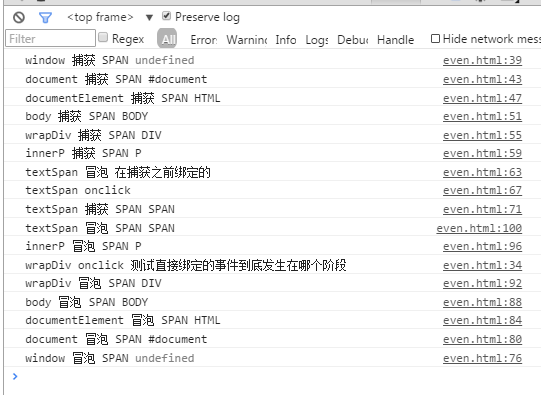 <top frame> ▼ Preserve log
Filter Regex All Errors Warnings Info Logs Debug Handled Hide network mess
window 捕获 SPAN undefined even.html:39
document 捕获 SPAN #document even.html:43
documentElement 捕获 SPAN HTML even.html:47
body 捕获 SPAN BODY even.html:51
wrapDiv 捕获 SPAN DIV even.html:55
innerP 捕获 SPAN P even.html:59
textSpan 冒泡 在捕获之前绑定的 even.html:63
textSpan onclick even.html:67
textSpan 捕获 SPAN SPAN even.html:71
textSpan 冒泡 SPAN SPAN even.html:100
innerP 冒泡 SPAN P even.html:96
wrapDiv onclick 测试直接绑定的事件到底发生在哪个阶段 even.html:34
wrapDiv 冒泡 SPAN DIV even.html:92
body 冒泡 SPAN BODY even.html:88
documentElement 冒泡 SPAN HTML even.html:84
document 冒泡 SPAN #document even.html:80
window 冒泡 SPAN undefined even.html:76